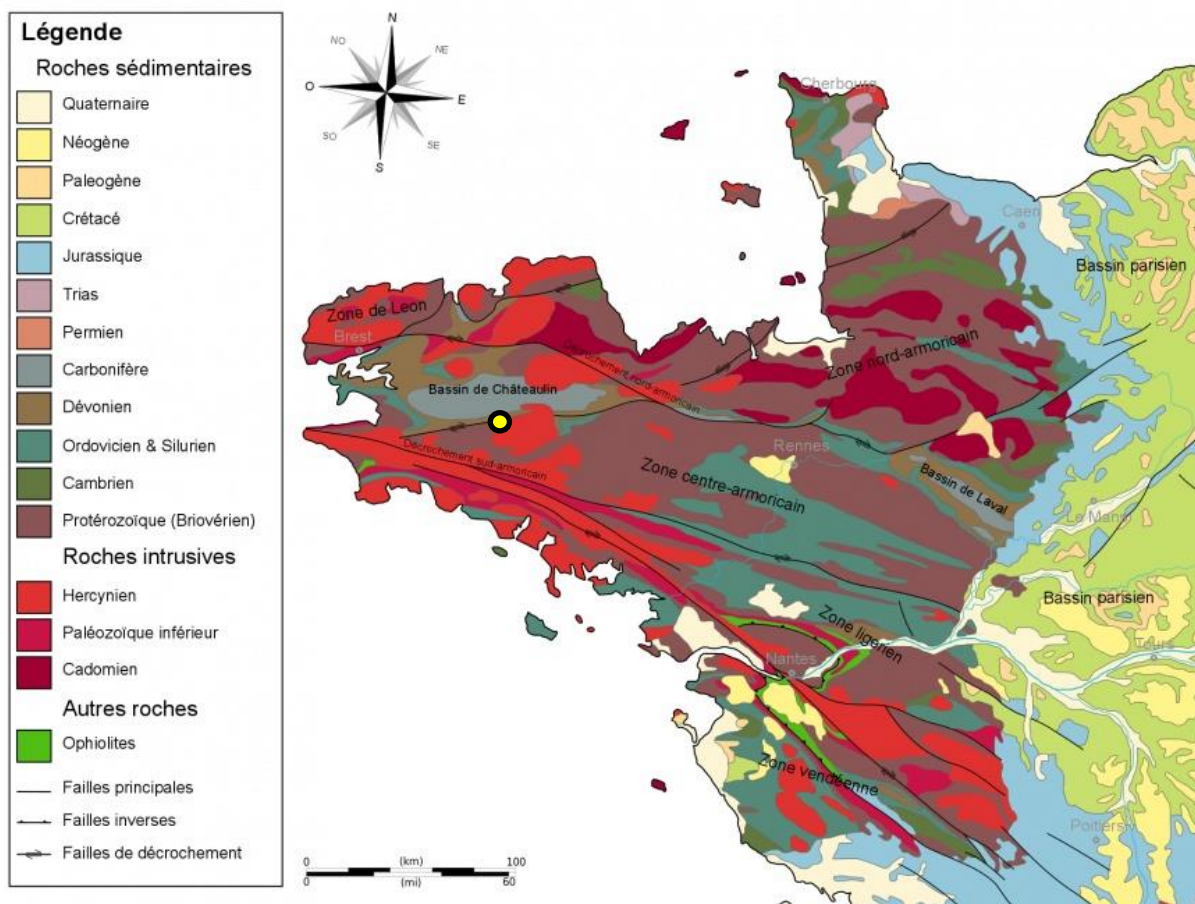 Légende
Roches sédimentaires
Quaternaire
Néogène
Paleogène
Crétacé
Jurassique
Trias
Permien
Carbonifère
Dévonien
Ordovicien & Silurien
Cambrien
Protérozoïque (Briovérien)
Roches intrusives
Hercynien
Paléozoïque inférieur
Cadomien
Autres roches
Ophiolites
Failles principales
Failles inverses
Failles de décrochement
N
NO
NE
O
E
SO
SE
S
Cherbourg
Caen
Bassin parisien
Zone de Leon
Brest
Zone nord-armoricain
Décrochement nord-armoricain
Bassin de Châteaulin
Décrochement sud-armoricain
Rennes
Zone centre-armoricain
Bassin de Laval
Le Mans
Bassin parisien
Zone ligerien
Tours
Nantes
Zone vendéenne
Poitiers
0 (km) 100
0 (mi) 60